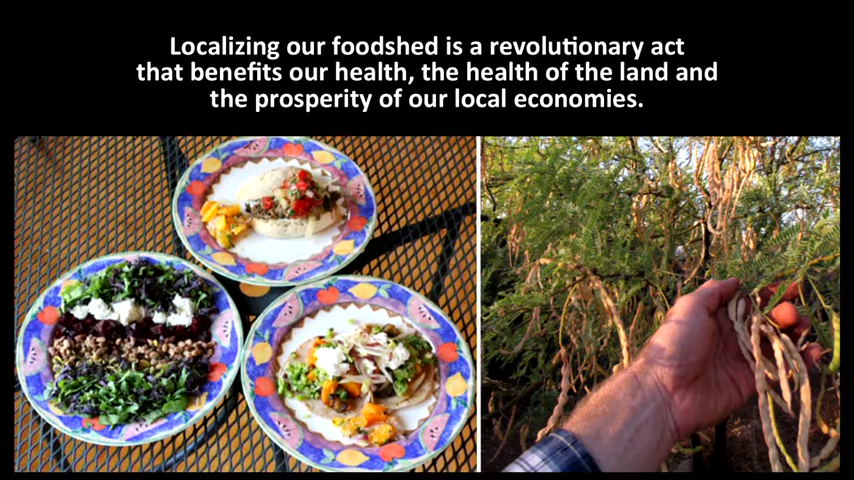 Localizing our foodshed is a revolutionary act
that benefits our health, the health of the land and
the prosperity of our local economies.